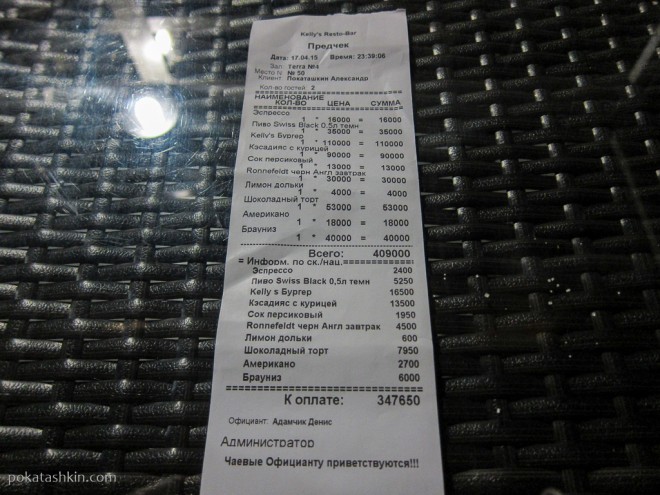 Kelly's Resto-Bar
Предчек
Дата: 17.04.15 Время: 23:39:06
Зал: Терга №4
Место N: № 50
Клиент: Покаташкин Александр
Кол-во гостей: 2
НАИМЕНОВАНИЕ
КОЛ-ВО ЦЕНА СУММА
Эспрессо
1 * 16000 = 16000
Пиво Swiss Black 0,5л темн
1 * 35000 = 35000
Kelly's Бургер
1 * 110000 = 110000
Кэсадияс с курицей
1 * 90000 = 90000
Сок персиковый
1 * 13000 = 13000
Ronnefeldt черн Англ завтрак
1 * 30000 = 30000
Лимон дольки
1 * 4000 = 4000
Шоколадный торт
1 * 53000 = 53000
Американо
1 * 18000 = 18000
Брауниз
1 * 40000 = 40000
Всего: 409000
= Информ. по ск./нац.
Эспрессо 2400
Пиво Swiss Black 0,5л темн 5250
Kelly s Бургер 16500
Кэсадияс с курицей 13500
Сок персиковый 1950
Ronnefeldt черн Англ завтрак 4500
Лимон дольки 600
Шоколадный торт 7950
Американо 2700
Брауниз 6000
К оплате: 347650
Официант: Адамчик Денис
Администратор
Чаевые Официанту приветствуются!!!
pokatashkin.com